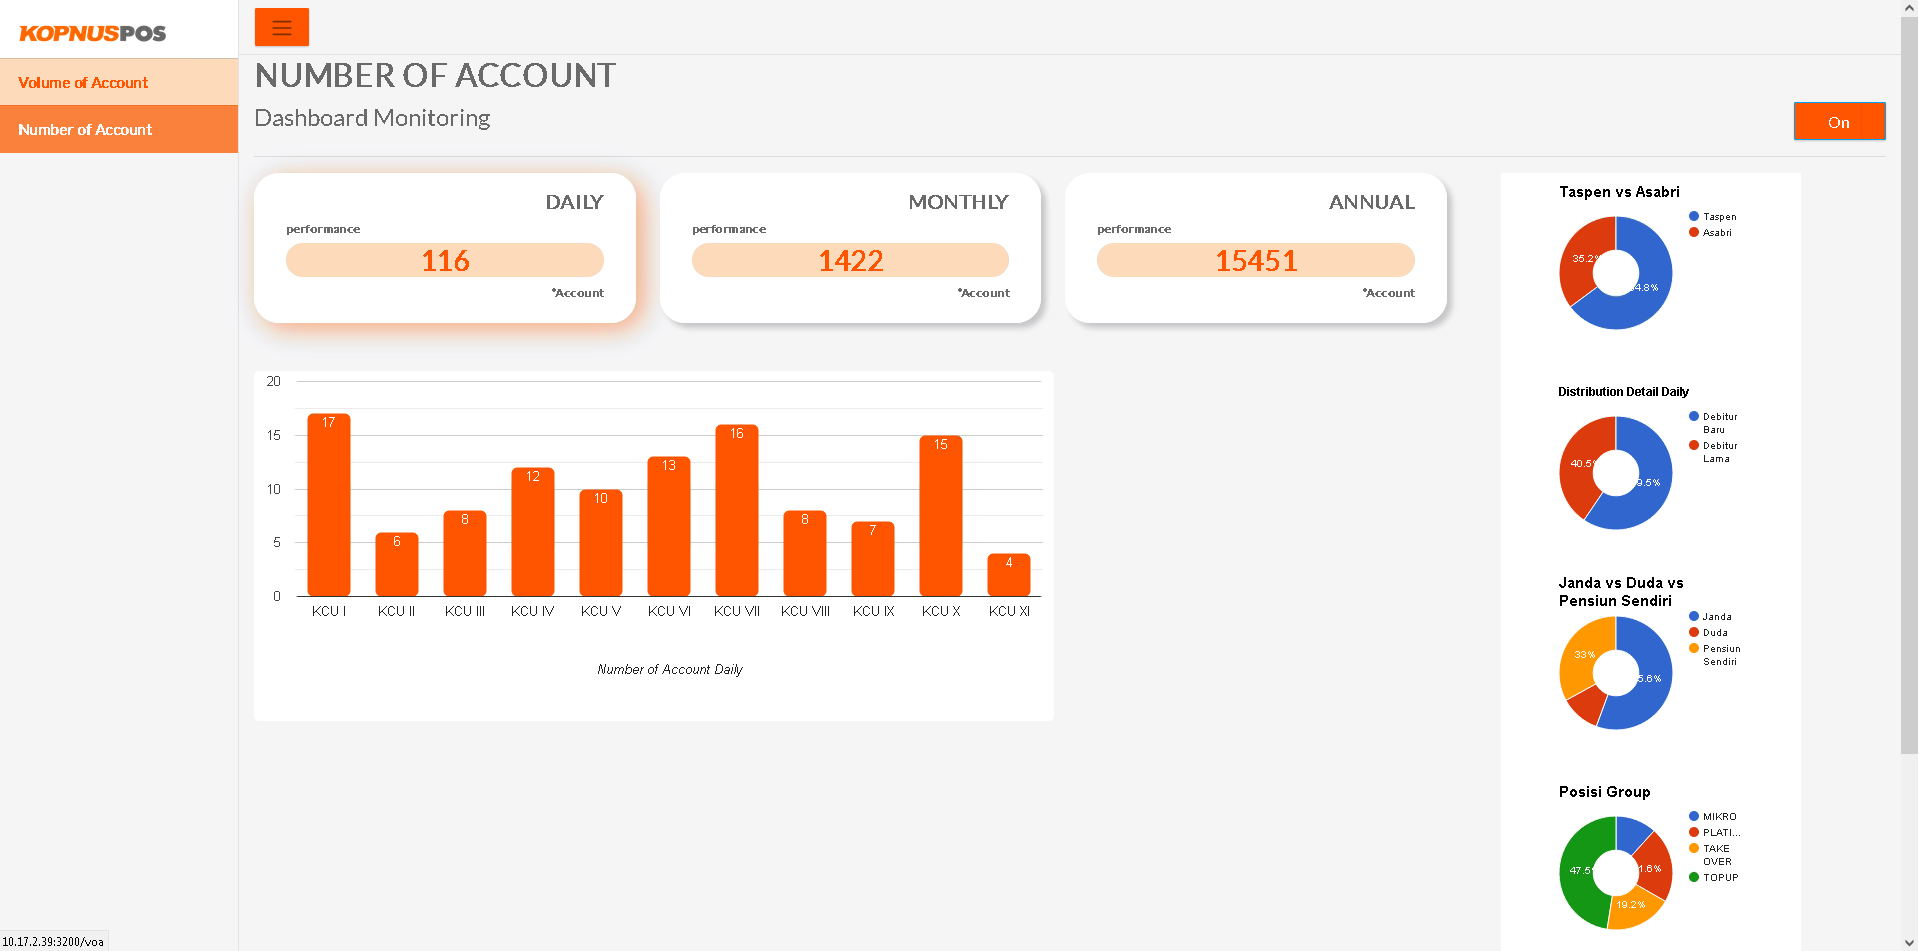 KOPNUSPOS
Volume of Account
Number of Account
NUMBER OF ACCOUNT
Dashboard Monitoring
On
DAILY
performance
116
*Account
MONTHLY
performance
1422
*Account
ANNUAL
performance
15451
*Account
20
15
10
5
0
17
6
8
12
10
13
16
8
7
15
4
KCU I
KCU II
KCU III
KCU IV
KCU V
KCU VI
KCU VII
KCU VIII
KCU IX
KCU X
KCU XI
Number of Account Daily
Taspen vs Asabri
Taspen
Asabri
35.2%
4.8%
Distribution Detail Daily
Debitur
Baru
Debitur
Lama
40.5%
9.5%
Janda vs Duda vs
Pensiun Sendiri
Janda
Duda
Pensiun
Sendiri
33%
5.6%
Posisi Group
MIKRO
PLATI...
TAKE
OVER
TOPUP
47.5
1.6%
19.2%
10.17.2.39:3200/voa